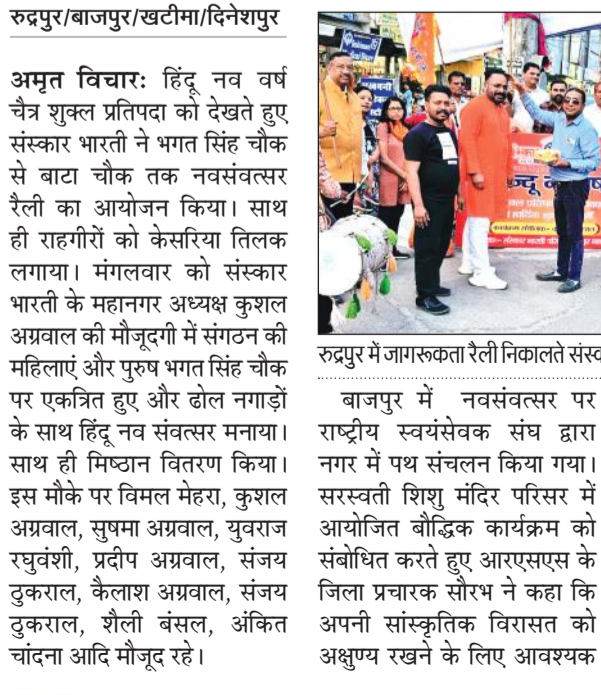 रुद्रपुर/बाजपुर/खटीमा/दिनेशपुर
अमृत विचारः हिंदू नव वर्ष
चैत्र शुक्ल प्रतिपदा को देखते हुए
संस्कार भारती ने भगत सिंह चौक
से बाटा चौक तक नवसंवत्सर
रैली का आयोजन किया। साथ
ही राहगीरों को केसरिया तिलक
लगाया। मंगलवार को संस्कार
भारती के महानगर अध्यक्ष कुशल
अग्रवाल की मौजूदगी में संगठन की
महिलाएं और पुरुष भगत सिंह चौक
पर एकत्रित हुए और ढोल नगाड़ों
के साथ हिंदू नव संवत्सर मनाया।
साथ ही मिष्ठान वितरण किया।
इस मौके पर विमल मेहरा, कुशल
अग्रवाल, सुषमा अग्रवाल, युवराज
रघुवंशी, प्रदीप अग्रवाल, संजय
ठुकराल, कैलाश अग्रवाल, संजय
ठुकराल, शैली बंसल, अंकित
चांदना आदि मौजूद रहे।
रुद्रपुर में जागरूकता रैली निकालते
बाजपुर में नवसंवत्सर पर
राष्ट्रीय स्वयंसेवक संघ द्वारा
नगर में पथ संचलन किया गया।
सरस्वती शिशु मंदिर परिसर में
आयोजित बौद्धिक कार्यक्रम को
संबोधित करते हुए आरएसएस के
जिला प्रचारक सौरभ ने कहा कि
अपनी सांस्कृतिक विरासत को
अक्षुण्य रखने के लिए आवश्यक